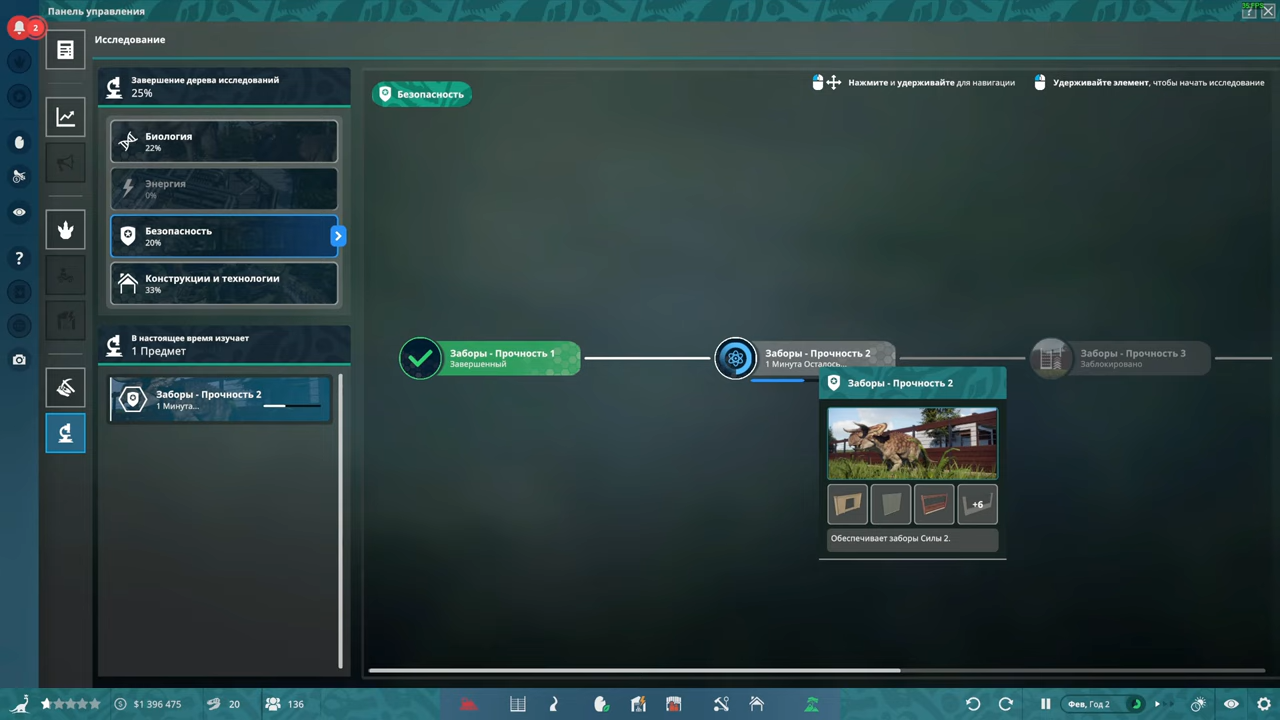 Панель управления
36 FPS
2
Исследование
Завершение дерева исследований
25%
Биология
22%
Энергия
0%
Безопасность
20%
Конструкции и технологии
33%
В настоящее время изучает
1 Предмет
Заборы - Прочность 2
1 Минута...
Безопасность
Нажмите и удерживайте для навигации
Удерживайте элемент, чтобы начать исследование
Заборы - Прочность 1
Завершенный
Заборы - Прочность 2
1 Минута Осталось...
Заборы - Прочность 3
Заблокировано
Заборы - Прочность 2
+6
Обеспечивает заборы Силы 2.
$1 396 475
20
136
Фев, Год 2